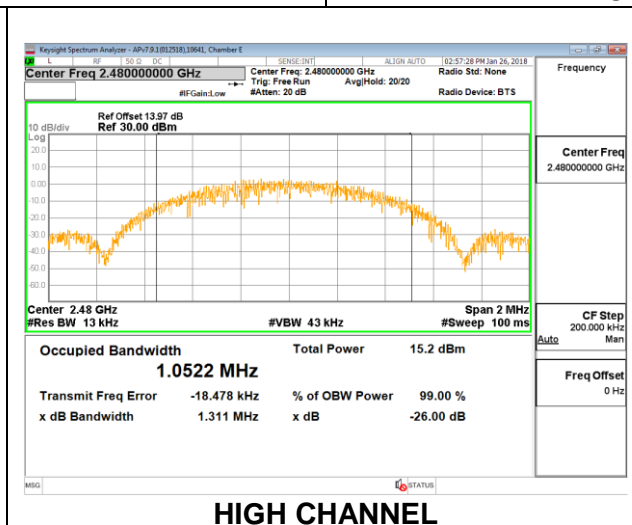 Keysight Spectrum Analyzer - APv7.9.1(012518),10641, Chamber E
L RF 50 Ω DC SENSE:INT ALIGN AUTO 02:57:28 PM Jan 26, 2018
Center Freq 2.480000000 GHz Center Freq: 2.480000000 GHz Radio Std: None Frequency
Trig: Free Run Avg|Hold: 20/20
#IFGain:Low #Atten: 20 dB Radio Device: BTS
Ref Offset 13.97 dB
10 dB/div Ref 30.00 dBm
Log
20.0
10.0
0.00
-10.0
-20.0
-30.0
-40.0
-50.0
-60.0
Center Freq
2.480000000 GHz
Center 2.48 GHz Span 2 MHz
#Res BW 13 kHz #VBW 43 kHz #Sweep 100 ms
CF Step
200.000 kHz
Auto Man
Occupied Bandwidth Total Power 15.2 dBm
1.0522 MHz
Transmit Freq Error -18.478 kHz % of OBW Power 99.00 %
x dB Bandwidth 1.311 MHz x dB -26.00 dB
Freq Offset
0 Hz
MSG STATUS
HIGH CHANNEL